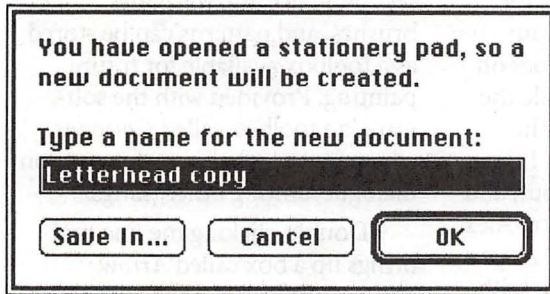 You have opened a stationery pad, so a
new document will be created.
Type a name for the new document:
Letterhead copy
Save In...
Cancel
OK